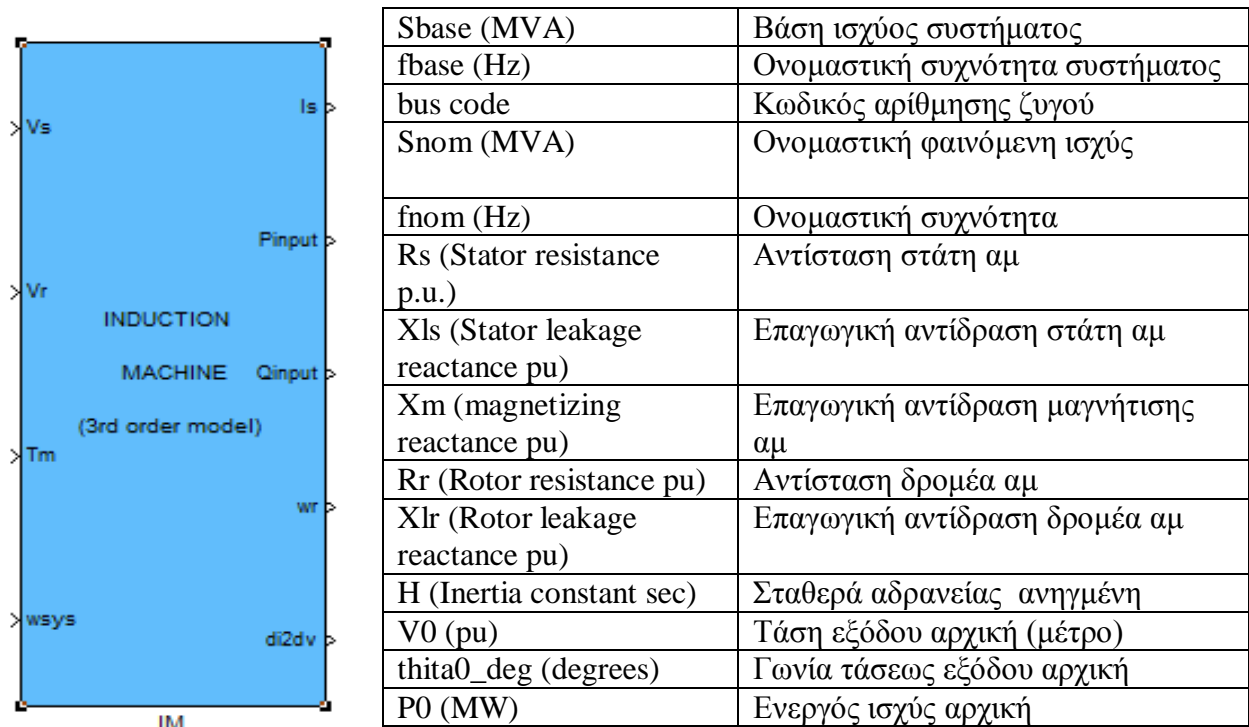 Is
Vs
Pinput
Vr
INDUCTION
MACHINE Qinput
(3rd order model)
Tm
wr
wsys
di2dv
IM
Sbase (MVA) Βάση ισχύος συστήματος
fbase (Hz) Ονομαστική συχνότητα συστήματος
bus code Κωδικός αρίθμησης ζυγού
Snom (MVA) Ονομαστική φαινόμενη ισχύς
fnom (Hz) Ονομαστική συχνότητα
Rs (Stator resistance Αντίσταση στάτη αμ
p.u.)
Xls (Stator leakage Επαγωγική αντίδραση στάτη αμ
reactance pu)
Xm (magnetizing Επαγωγική αντίδραση μαγνήτισης
reactance pu) αμ
Rr (Rotor resistance pu) Αντίσταση δρομέα αμ
Xlr (Rotor leakage Επαγωγική αντίδραση δρομέα αμ
reactance pu)
H (Inertia constant sec) Σταθερά αδρανείας ανηγμένη
V0 (pu) Τάση εξόδου αρχική (μέτρο)
thita0_deg (degrees) Γωνία τάσεως εξόδου αρχική
P0 (MW) Ενεργός ισχύς αρχική